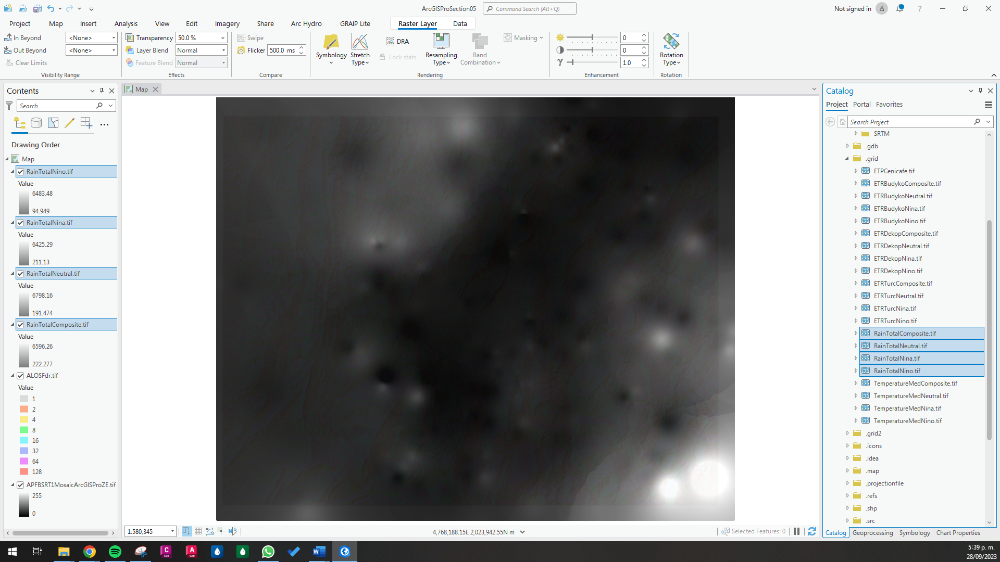 ArcGISProSection05
Command Search (Alt+Q)
Not signed in
?
Project
Map
Insert
Analysis
View
Edit
Imagery
Share
Arc Hydro
GRAIP Lite
Raster Layer
Data
In Beyond
<None>
Out Beyond
<None>
Clear Limits
Visibility Range
Transparency
50.0 %
Layer Blend
Normal
Feature Blend
Normal
Effects
Swipe
Flicker
500.0 ms
Compare
Symbology
Stretch
Type
DRA
Lock stats
Resampling
Type
Band
Combination
Masking
Rendering
0
0
γ
1.0
Enhancement
Rotation
Type
Rotation
Contents
Search
Drawing Order
Map
RainTotalNino.tif
Value
6483.48
94.949
RainTotalNina.tif
Value
6425.29
211.13
RainTotalNeutral.tif
Value
6798.16
191.474
RainTotalComposite.tif
Value
6596.26
222.277
ALOSFdr.tif
Value
1
2
4
8
16
32
64
128
APFBSRT1MosaicArcGISProZE.tif
255
0
Map
1:580,345
4,768,188.15E 2,023,942.55N m
Selected Features: 0
Catalog
Project
Portal
Favorites
Search Project
SRTM
.gdb
.grid
ETPCenicafe.tif
ETRBudykoComposite.tif
ETRBudykoNeutral.tif
ETRBudykoNina.tif
ETRBudykoNino.tif
ETRDekopComposite.tif
ETRDekopNeutral.tif
ETRDekopNina.tif
ETRDekopNino.tif
ETRTurcComposite.tif
ETRTurcNeutral.tif
ETRTurcNina.tif
ETRTurcNino.tif
RainTotalComposite.tif
RainTotalNeutral.tif
RainTotalNina.tif
RainTotalNino.tif
TemperatureMedComposite.tif
TemperatureMedNeutral.tif
TemperatureMedNina.tif
TemperatureMedNino.tif
.grid2
.icons
.idea
.map
.projectionfile
.refs
.shp
.src
Catalog
Geoprocessing
Symbology
Chart Properties
5:39 p. m.
28/09/2023